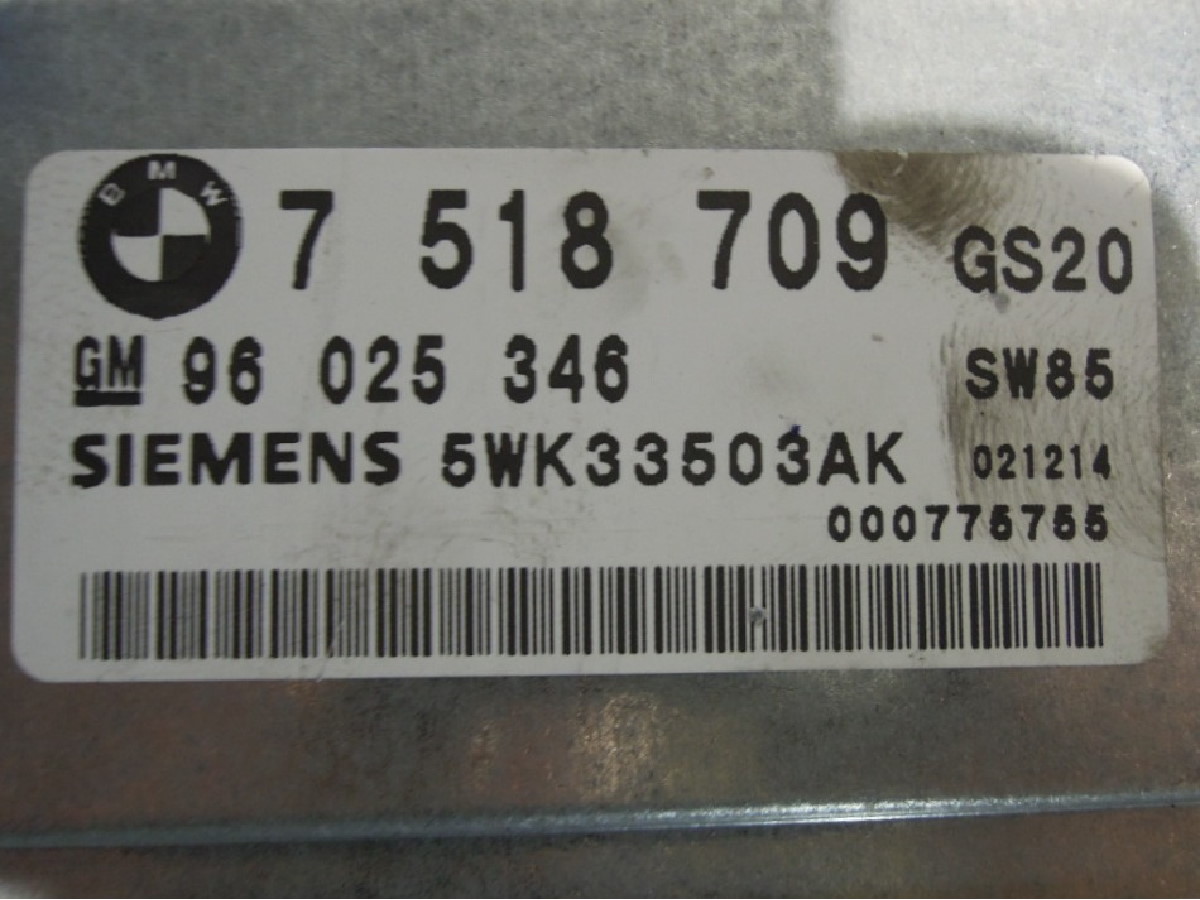 BMW 7 518 709 GS20
GM 96 025 346 SW85
SIEMENS 5WK33503AK 021214
000775755